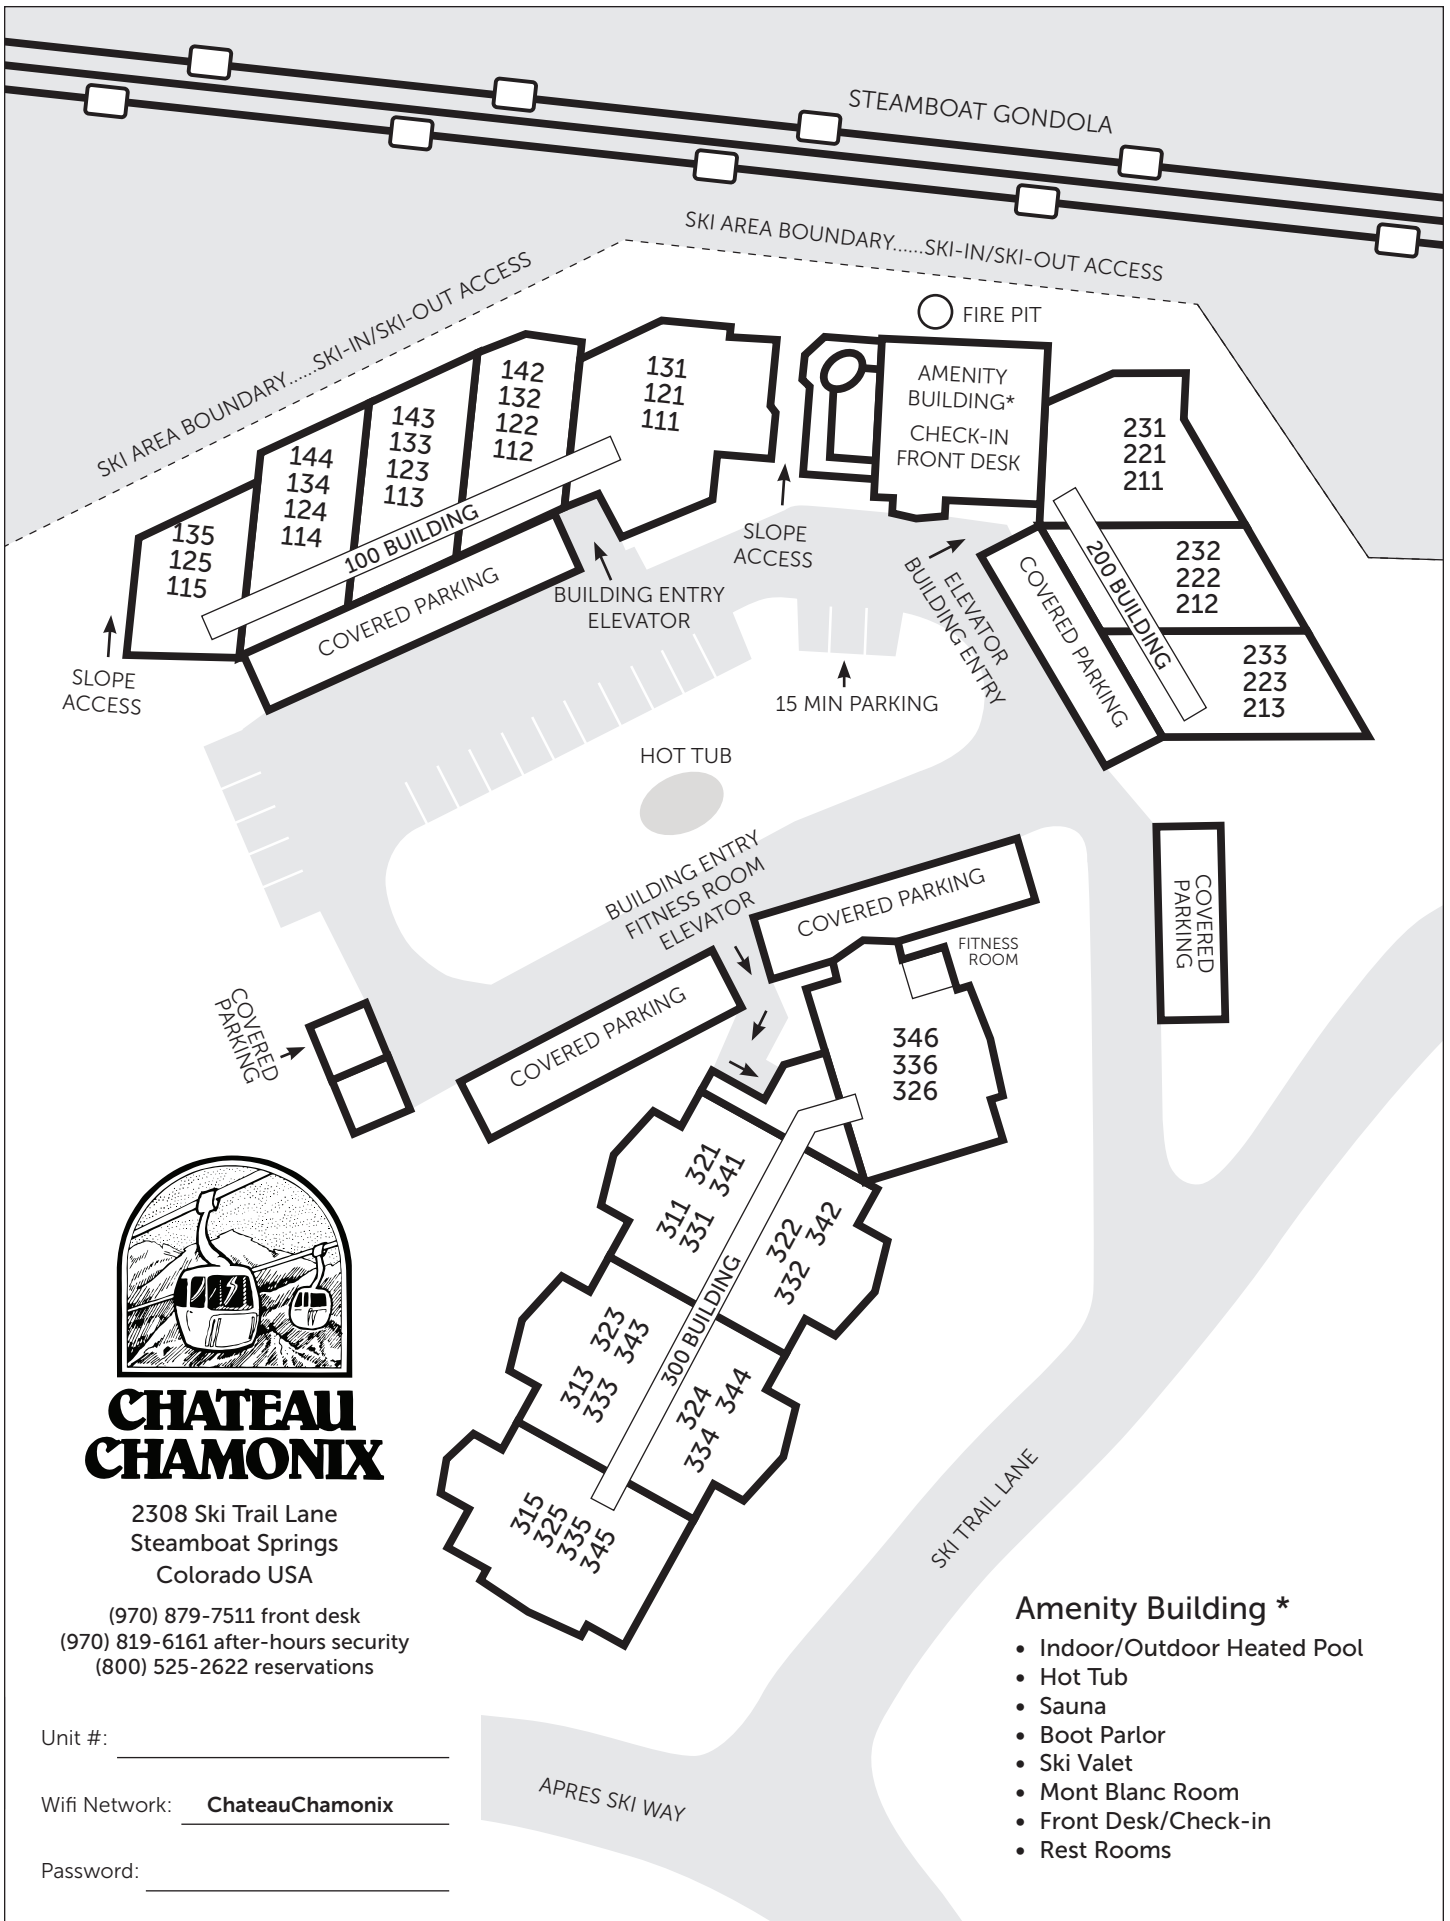 STEAMBOAT GONDOLA
SKI AREA BOUNDARY......SKI-IN/SKI-OUT ACCESS
SKI AREA BOUNDARY......SKI-IN/SKI-OUT ACCESS
FIRE PIT
142
132
122
112
131
121
111
AMENITY
BUILDING*
CHECK-IN
FRONT DESK
143
133
123
113
144
134
124
114
135
125
115
100 BUILDING
COVERED PARKING
231
221
211
232
222
212
233
223
213
200 BUILDING
COVERED PARKING
SLOPE
ACCESS
BUILDING ENTRY
ELEVATOR
ELEVATOR
BUILDING ENTRY
SLOPE
ACCESS
15 MIN PARKING
HOT TUB
BUILDING ENTRY
FITNESS ROOM
ELEVATOR
COVERED PARKING
COVERED
PARKING
FITNESS
ROOM
COVERED PARKING
COVERED
PARKING
346
336
326
321
341
311
331
322
342
332
300 BUILDING
323
343
313
333
324
344
334
315
325
335
345
CHATEAU
CHAMONIX
2308 Ski Trail Lane
Steamboat Springs
Colorado USA
(970) 879-7511 front desk
(970) 819-6161 after-hours security
(800) 525-2622 reservations
Unit #:
Wifi Network: ChateauChamonix
Password:
SKI TRAIL LANE
APRES SKI WAY
Amenity Building *
• Indoor/Outdoor Heated Pool
• Hot Tub
• Sauna
• Boot Parlor
• Ski Valet
• Mont Blanc Room
• Front Desk/Check-in
• Rest Rooms